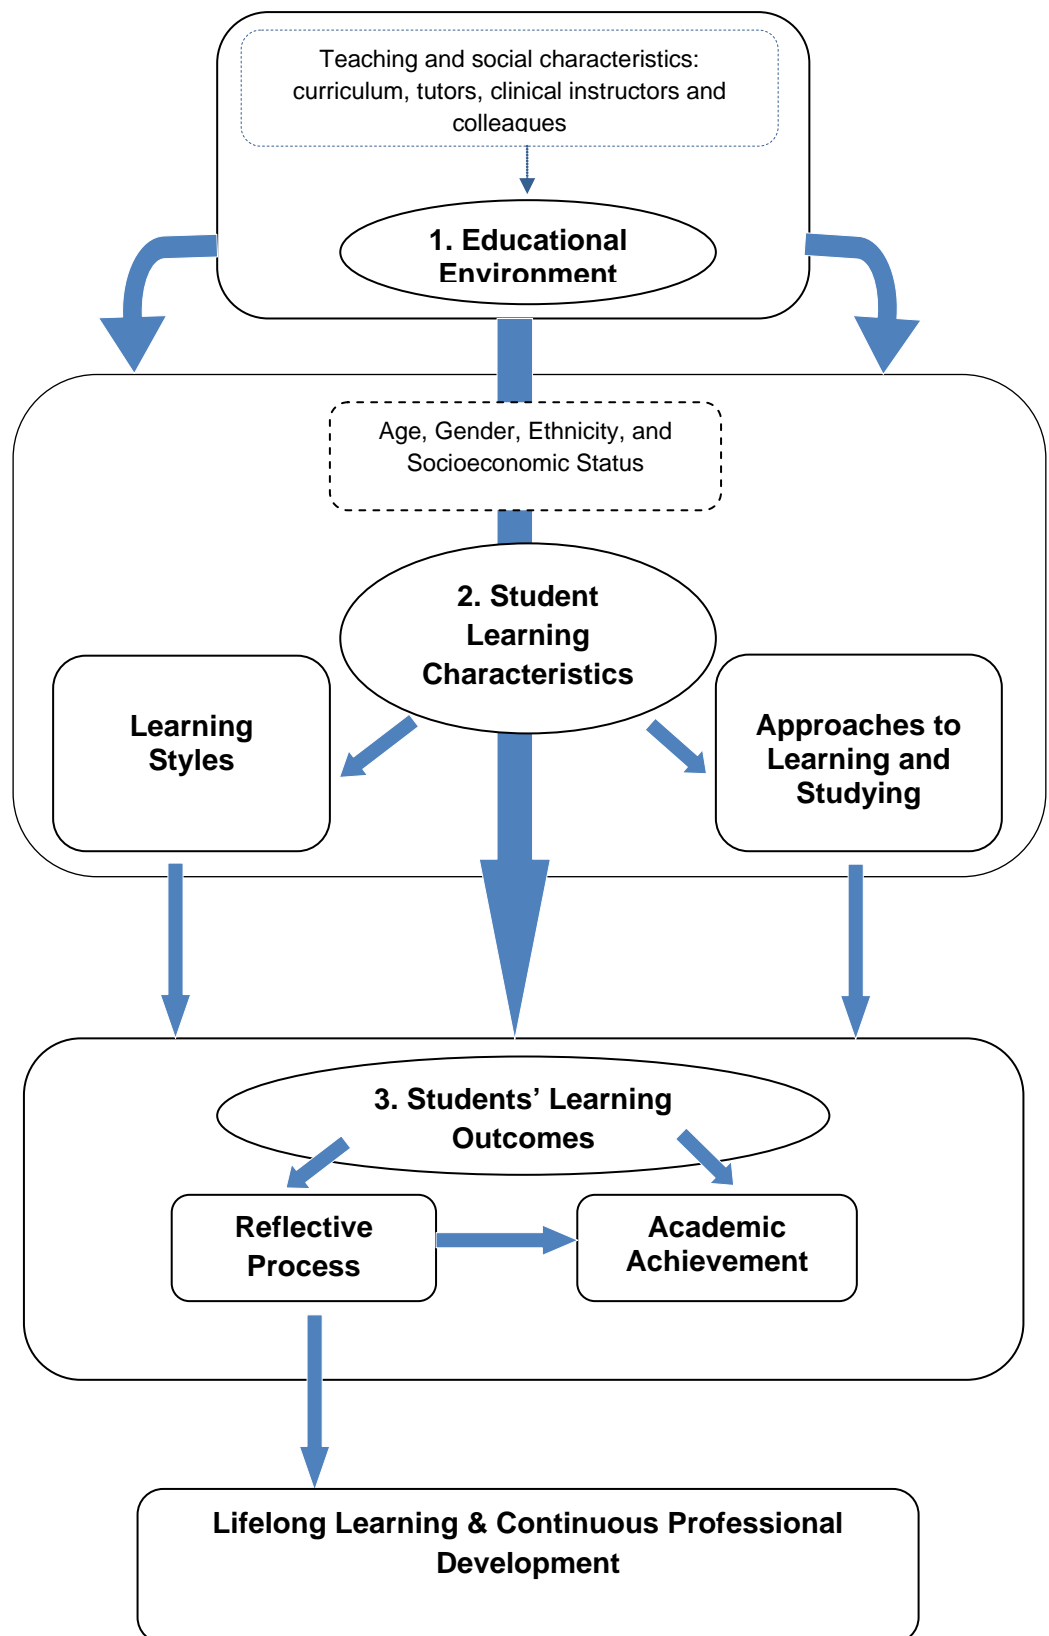 Teaching and social characteristics:
curriculum, tutors, clinical instructors and
colleagues
1. Educational
Environment
Age, Gender, Ethnicity, and
Socioeconomic Status
2. Student
Learning
Characteristics
Learning
Styles
Approaches to
Learning and
Studying
3. Students’ Learning
Outcomes
Reflective
Process
Academic
Achievement
Lifelong Learning & Continuous Professional
Development